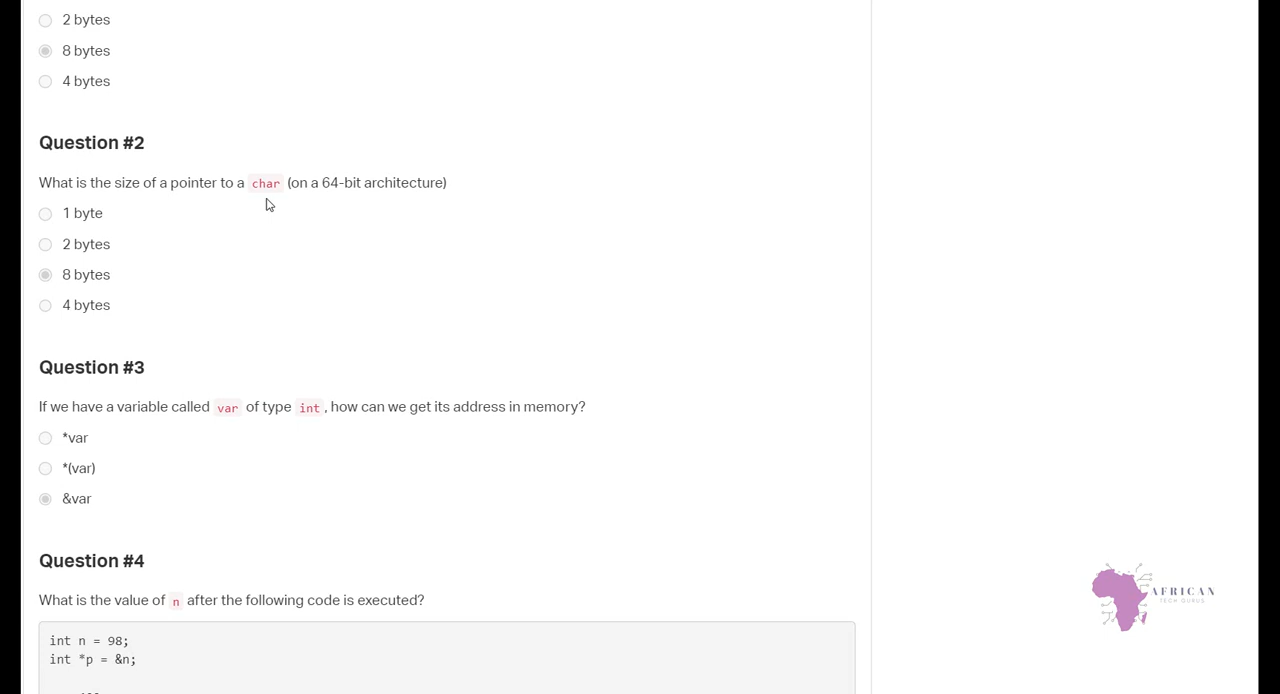 2 bytes
8 bytes
4 bytes
Question #2
What is the size of a pointer to a char (on a 64-bit architecture)
1 byte
2 bytes
8 bytes
4 bytes
Question #3
If we have a variable called var of type int, how can we get its address in memory?
*var
*(var)
&var
Question #4
What is the value of n after the following code is executed?
int n = 98;
int *p = &n;
AFRICAN
TECH GURUS